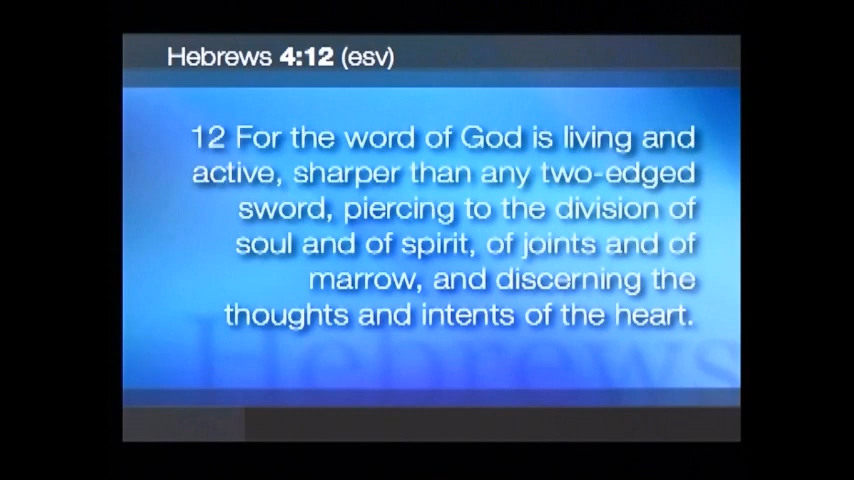 Hebrews 4:12 (esv)
12 For the word of God is living and
active, sharper than any two-edged
sword, piercing to the division of
soul and of spirit, of joints and of
marrow, and discerning the
thoughts and intents of the heart.
Hebrews